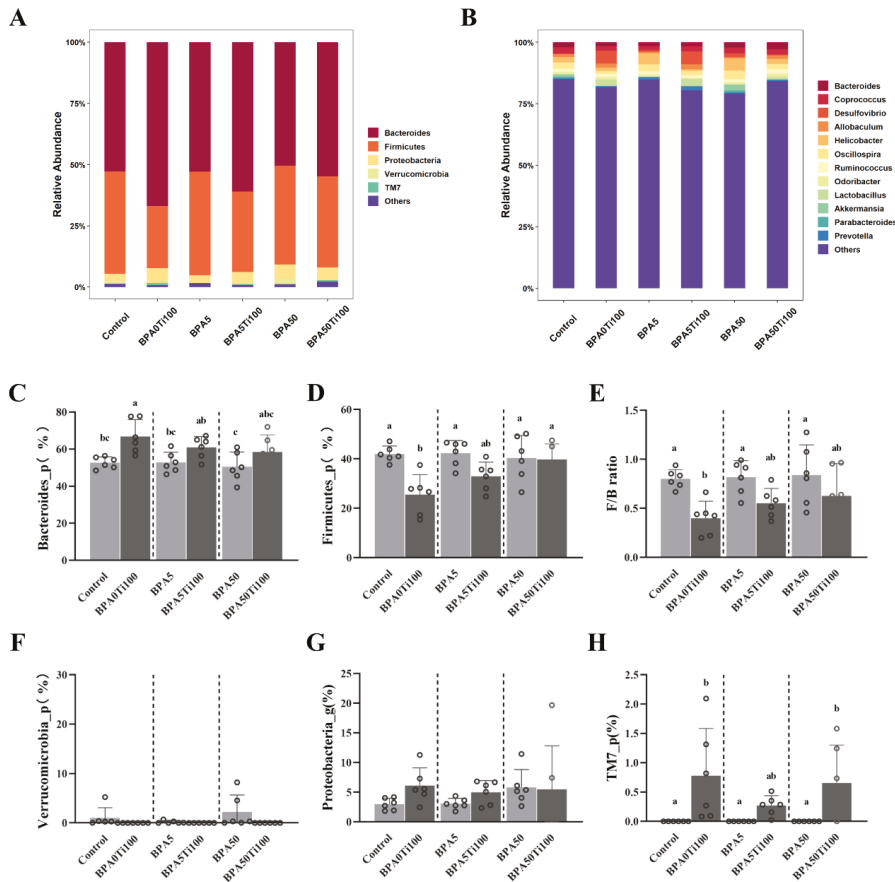 A
100%
75%
50%
25%
0%
Relative Abundance
Control
BPA0Ti100
BPA5
BPA5Ti100
BPA50
BPA50Ti100
Bacteroides
Firmicutes
Proteobacteria
Verrucomicrobia
TM7
Others
B
100%
75%
50%
25%
0%
Relative Abundance
Control
BPA0Ti100
BPA5
BPA5Ti100
BPA50
BPA50Ti100
Bacteroides
Coprococcus
Desulfovibrio
Allobaculum
Helicobacter
Oscillospira
Ruminococcus
Odoribacter
Lactobacillus
Akkermansia
Parabacteroides
Prevotella
Others
C
Bacteroides_p（%）
80
60
40
20
0
bc
a
bc
ab
c
abc
Control
BPA0Ti100
BPA5
BPA5Ti100
BPA50
BPA50Ti100
D
Firmicutes_p（%）
60
40
20
0
a
b
a
ab
a
a
Control
BPA0Ti100
BPA5
BPA5Ti100
BPA50
BPA50Ti100
E
F/B ratio
1.5
1.0
0.5
0.0
a
b
a
ab
a
ab
Control
BPA0Ti100
BPA5
BPA5Ti100
BPA50
BPA50Ti100
F
Verrucomicrobia_p（%）
30
20
10
0
Control
BPA0Ti100
BPA5
BPA5Ti100
BPA50
BPA50Ti100
G
Proteobacteria_g(%)
25
20
15
10
5
0
Control
BPA0Ti100
BPA5
BPA5Ti100
BPA50
BPA50Ti100
H
TM7_p(%)
2.5
2.0
1.5
1.0
0.5
0.0
a
b
a
ab
a
b
Control
BPA0Ti100
BPA5
BPA5Ti100
BPA50
BPA50Ti100